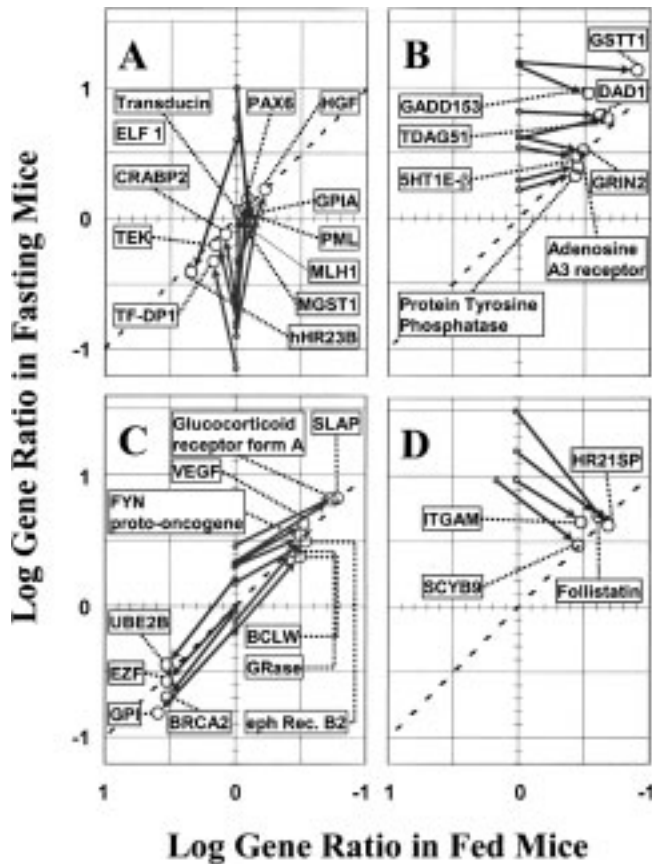 Log Gene Ratio in Fasting Mice
A
Transducin
PAX6
HGF
ELF 1
CRABP2
GPIA
TEK
PML
MLH1
MGST1
TF-DP1
hHR23B
1
0
-1
B
GSTT1
GADD153
DAD1
TDAG51
5HT1E-β
GRIN2
Adenosine
A3 receptor
Protein Tyrosine
Phosphatase
C
Glucocorticoid
receptor form A
SLAP
VEGF
FYN
proto-oncogene
UBE2B
BCLW
EZF
GRase
GPI
BRCA2
eph Rec. B2
1
0
-1
D
HR21SP
ITGAM
SCYB9
Follistatin
1
0
-1
1
0
-1
Log Gene Ratio in Fed Mice